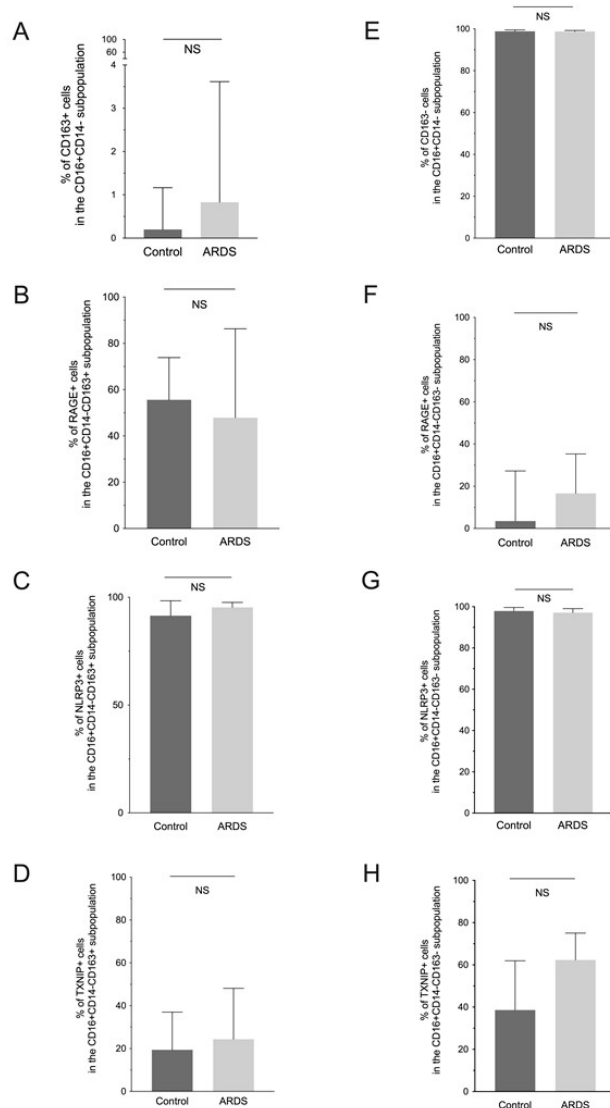 A
% of CD163+ cells
in the CD16+CD14- subpopulation
100
60
4
3
2
1
0
NS
Control ARDS
E
% of CD163- cells
in the CD16+CD14- subpopulation
100
80
60
40
20
0
NS
Control ARDS
B
% of RAGE+ cells
in the CD16+CD14-CD163+ subpopulation
100
80
60
40
20
0
NS
Control ARDS
F
% of RAGE+ cells
in the CD16+CD14-CD163- subpopulation
100
80
60
40
20
0
NS
Control ARDS
C
% of NLRP3+ cells
in the CD16+CD14-CD163+ subpopulation
100
50
0
NS
Control ARDS
G
% of NLRP3+ cells
in the CD16+CD14-CD163- subpopulation
100
80
60
40
20
0
NS
Control ARDS
D
% of TXNIP+ cells
in the CD16+CD14-CD163+ subpopulation
100
80
60
40
20
0
NS
Control ARDS
H
% of TXNIP+ cells
in the CD16+CD14-CD163- subpopulation
100
80
60
40
20
0
NS
Control ARDS